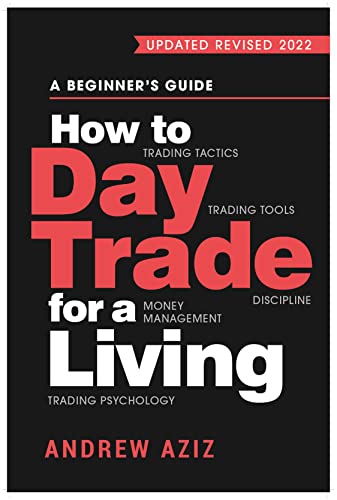 UPDATED REVISED 2022
A BEGINNER'S GUIDE
How to
TRADING TACTICS
Day
TRADING TOOLS
Trade
DISCIPLINE
for a
MONEY
MANAGEMENT
Living
TRADING PSYCHOLOGY
ANDREW AZIZ